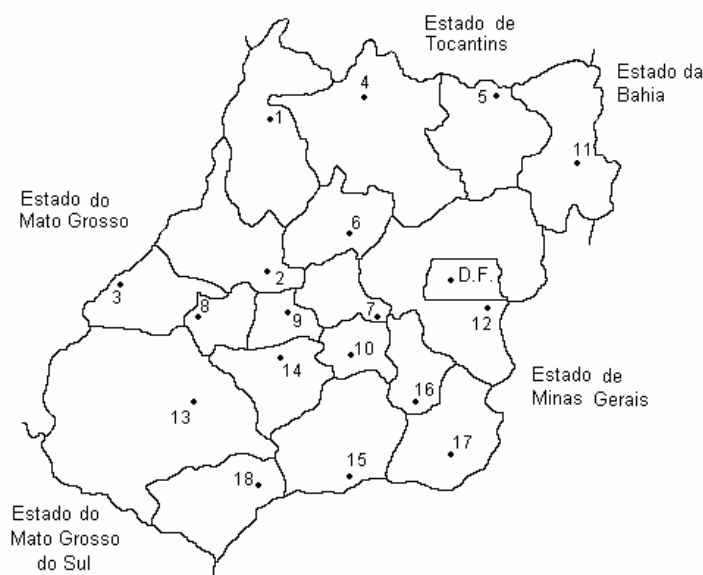 Estado de
Tocantins
Estado da
Bahia
4
5
1
11
Estado do
Mato Grosso
6
2
D.F.
3
8
9
7
12
10
14
Estado de
Minas Gerais
13
16
17
15
18
Estado do
Mato Grosso
do Sul